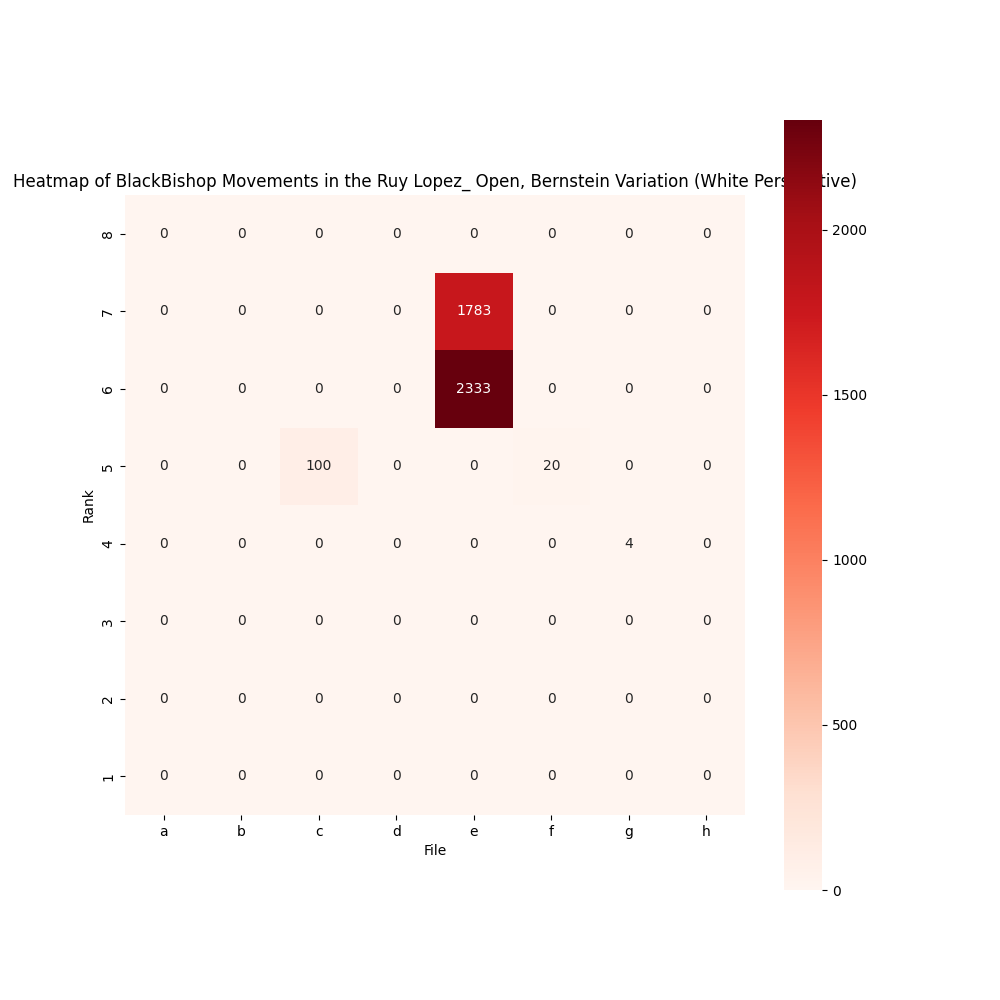 Heatmap of BlackBishop Movements in the Ruy Lopez_ Open, Bernstein Variation (White Pers tive)
2000
8 0 0 0 0 0 0 0 0
7 0 0 0 0 1783 0 0 0
1500
6 0 0 0 0 2333 0 0 0
5 0 0 100 0 0 20 0 0
Rank
4 0 0 0 0 0 0 4 0
1000
3 0 0 0 0 0 0 0 0
2 0 0 0 0 0 0 0 0
500
1 0 0 0 0 0 0 0 0
a b c d e f g h
File
0